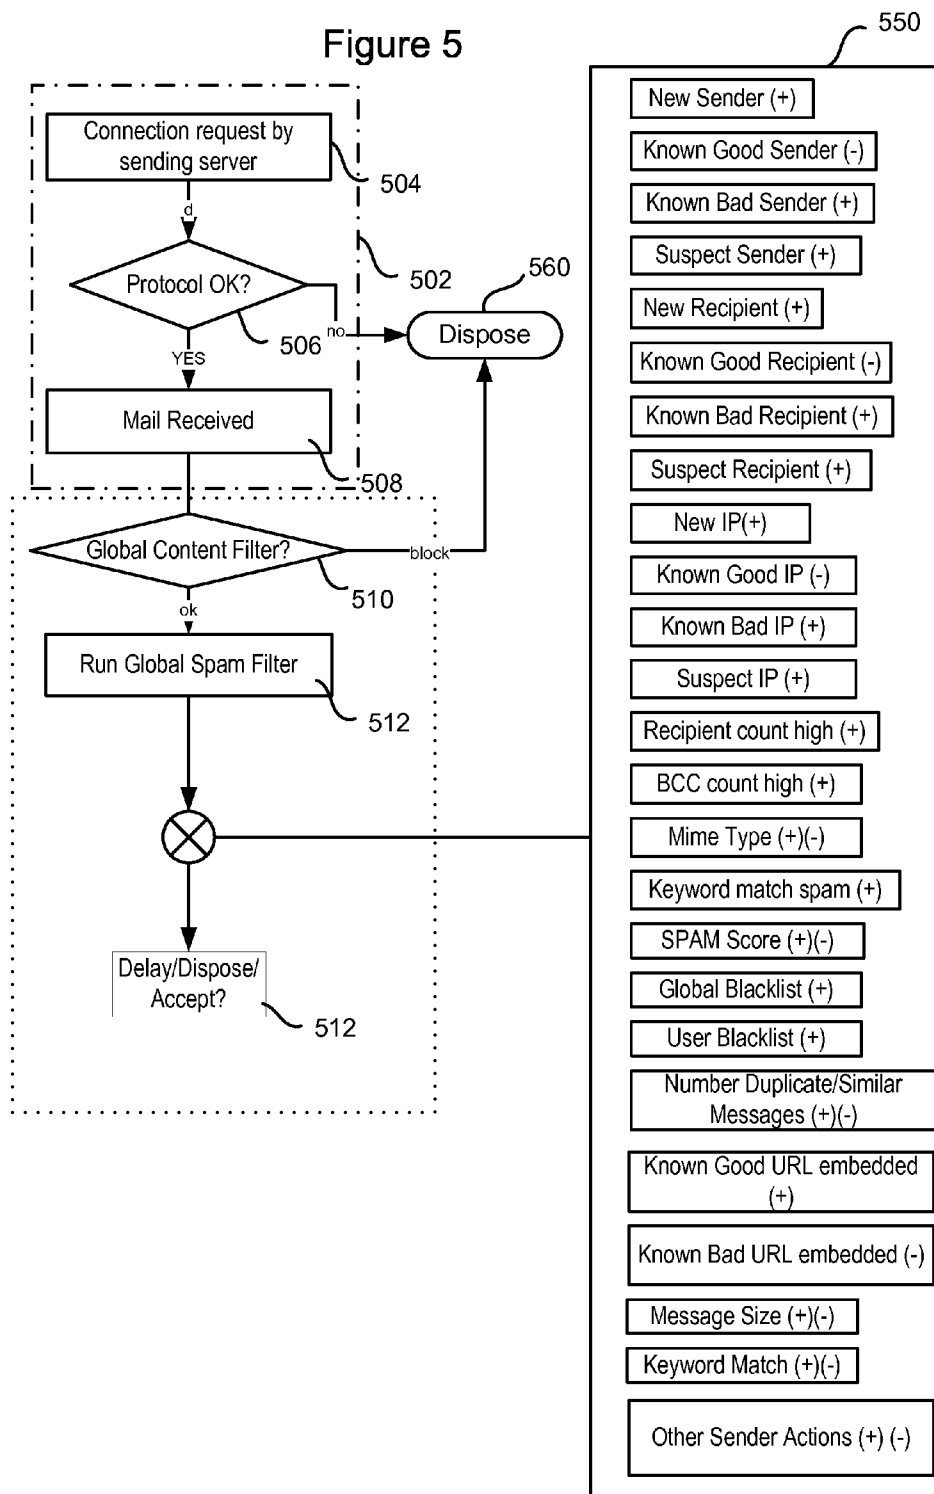 Figure 5
550
Connection request by
sending server
504
d
502
Protocol OK?
506
no
560
Dispose
YES
Mail Received
508
Global Content Filter?
510
block
ok
Run Global Spam Filter
512
Delay/Dispose/
Accept?
512
New Sender (+)
Known Good Sender (-)
Known Bad Sender (+)
Suspect Sender (+)
New Recipient (+)
Known Good Recipient (-)
Known Bad Recipient (+)
Suspect Recipient (+)
New IP(+)
Known Good IP (-)
Known Bad IP (+)
Suspect IP (+)
Recipient count high (+)
BCC count high (+)
Mime Type (+)(-)
Keyword match spam (+)
SPAM Score (+)(-)
Global Blacklist (+)
User Blacklist (+)
Number Duplicate/Similar
Messages (+)(-)
Known Good URL embedded
(+)
Known Bad URL embedded (-)
Message Size (+)(-)
Keyword Match (+)(-)
Other Sender Actions (+) (-)